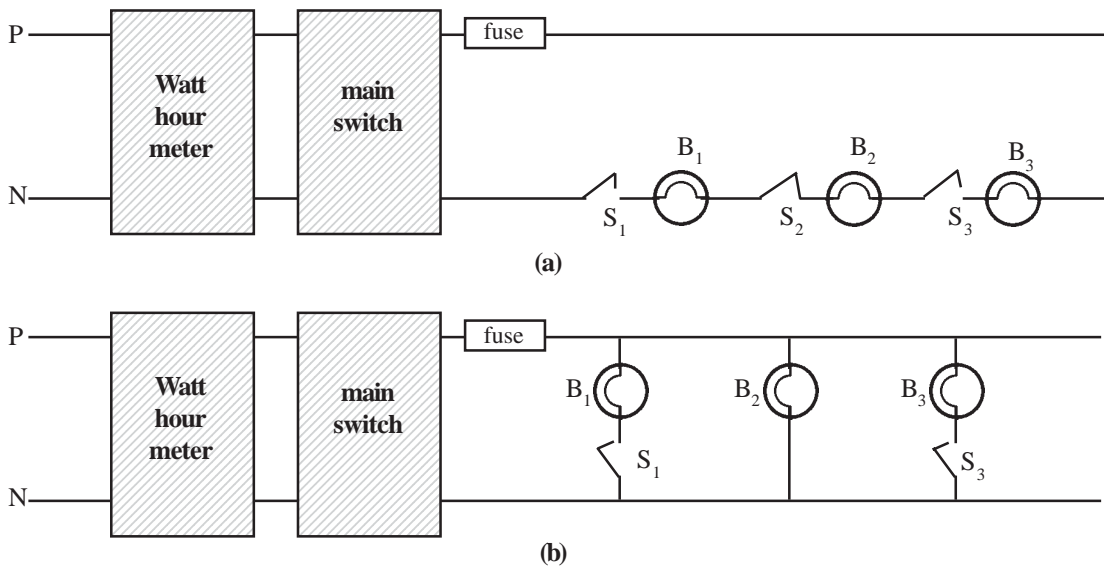 P
fuse
Watt
hour
meter
main
switch
B₁
B₂
B₃
N
S₁
S₂
S₃
(a)
P
fuse
Watt
hour
meter
main
switch
B₁
B₂
B₃
S₁
S₃
N
(b)